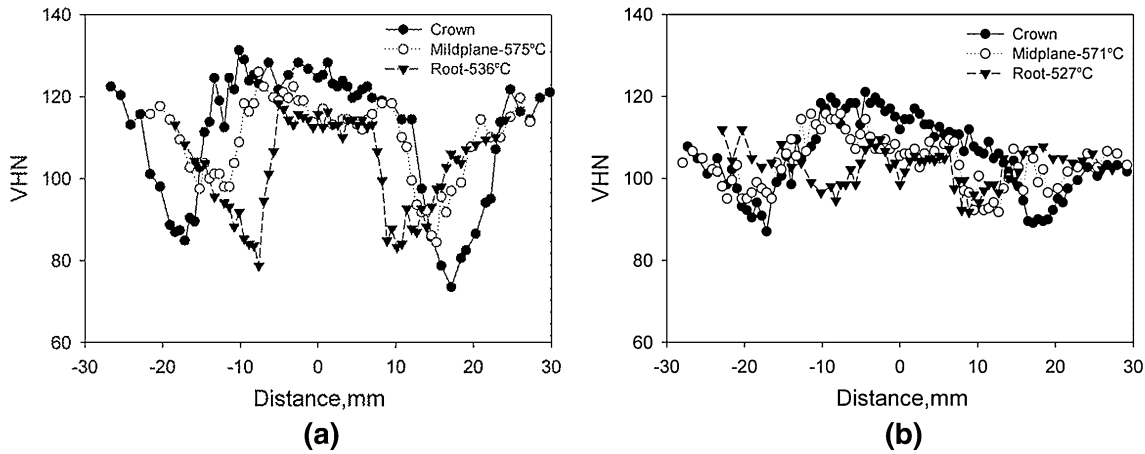 140
120
100
80
60
VHN
-30 -20 -10 0 10 20 30
Distance,mm
Crown
Mildplane-575°C
Root-536°C
(a)
140
120
100
80
60
VHN
-30 -20 -10 0 10 20 30
Distance,mm
Crown
Midplane-571°C
Root-527°C
(b)